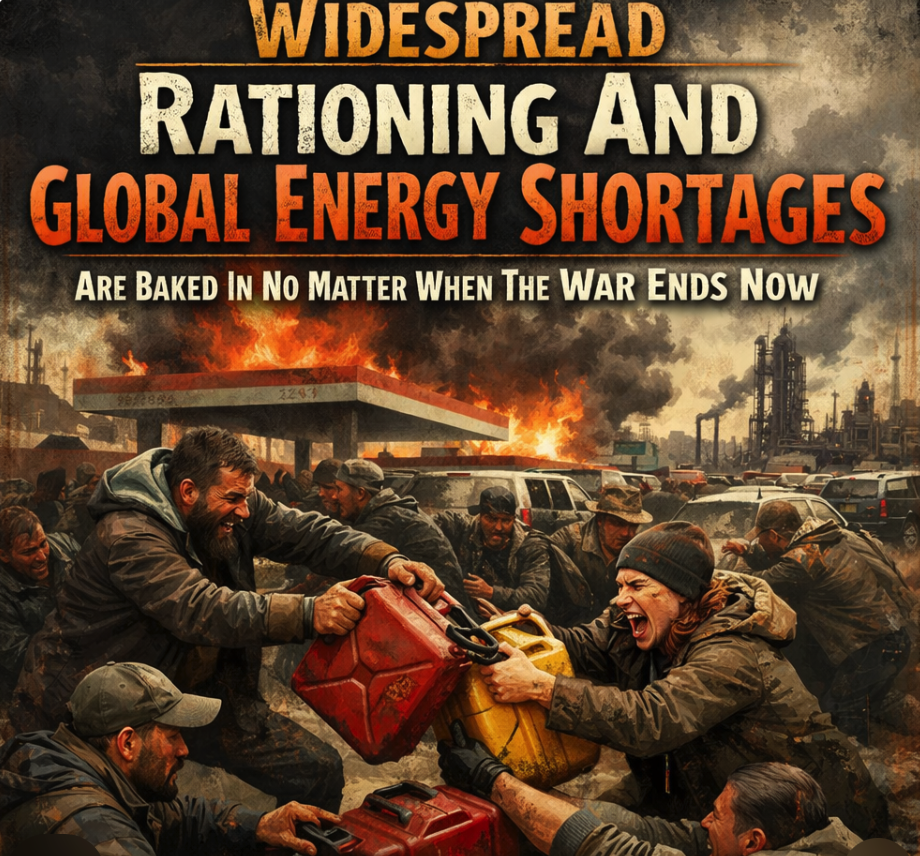 WIDESPREAD
RATIONING AND
GLOBAL ENERGY SHORTAGES
ARE BAKED IN NO MATTER WHEN THE WAR ENDS NOW